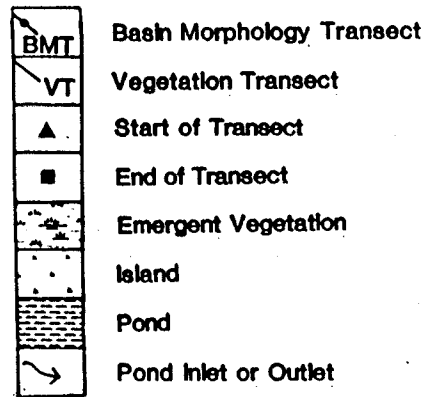 BMT Basin Morphology Transect
VT Vegetation Transect
Start of Transect
End of Transect
Emergent Vegetation
Island
Pond
Pond Inlet or Outlet